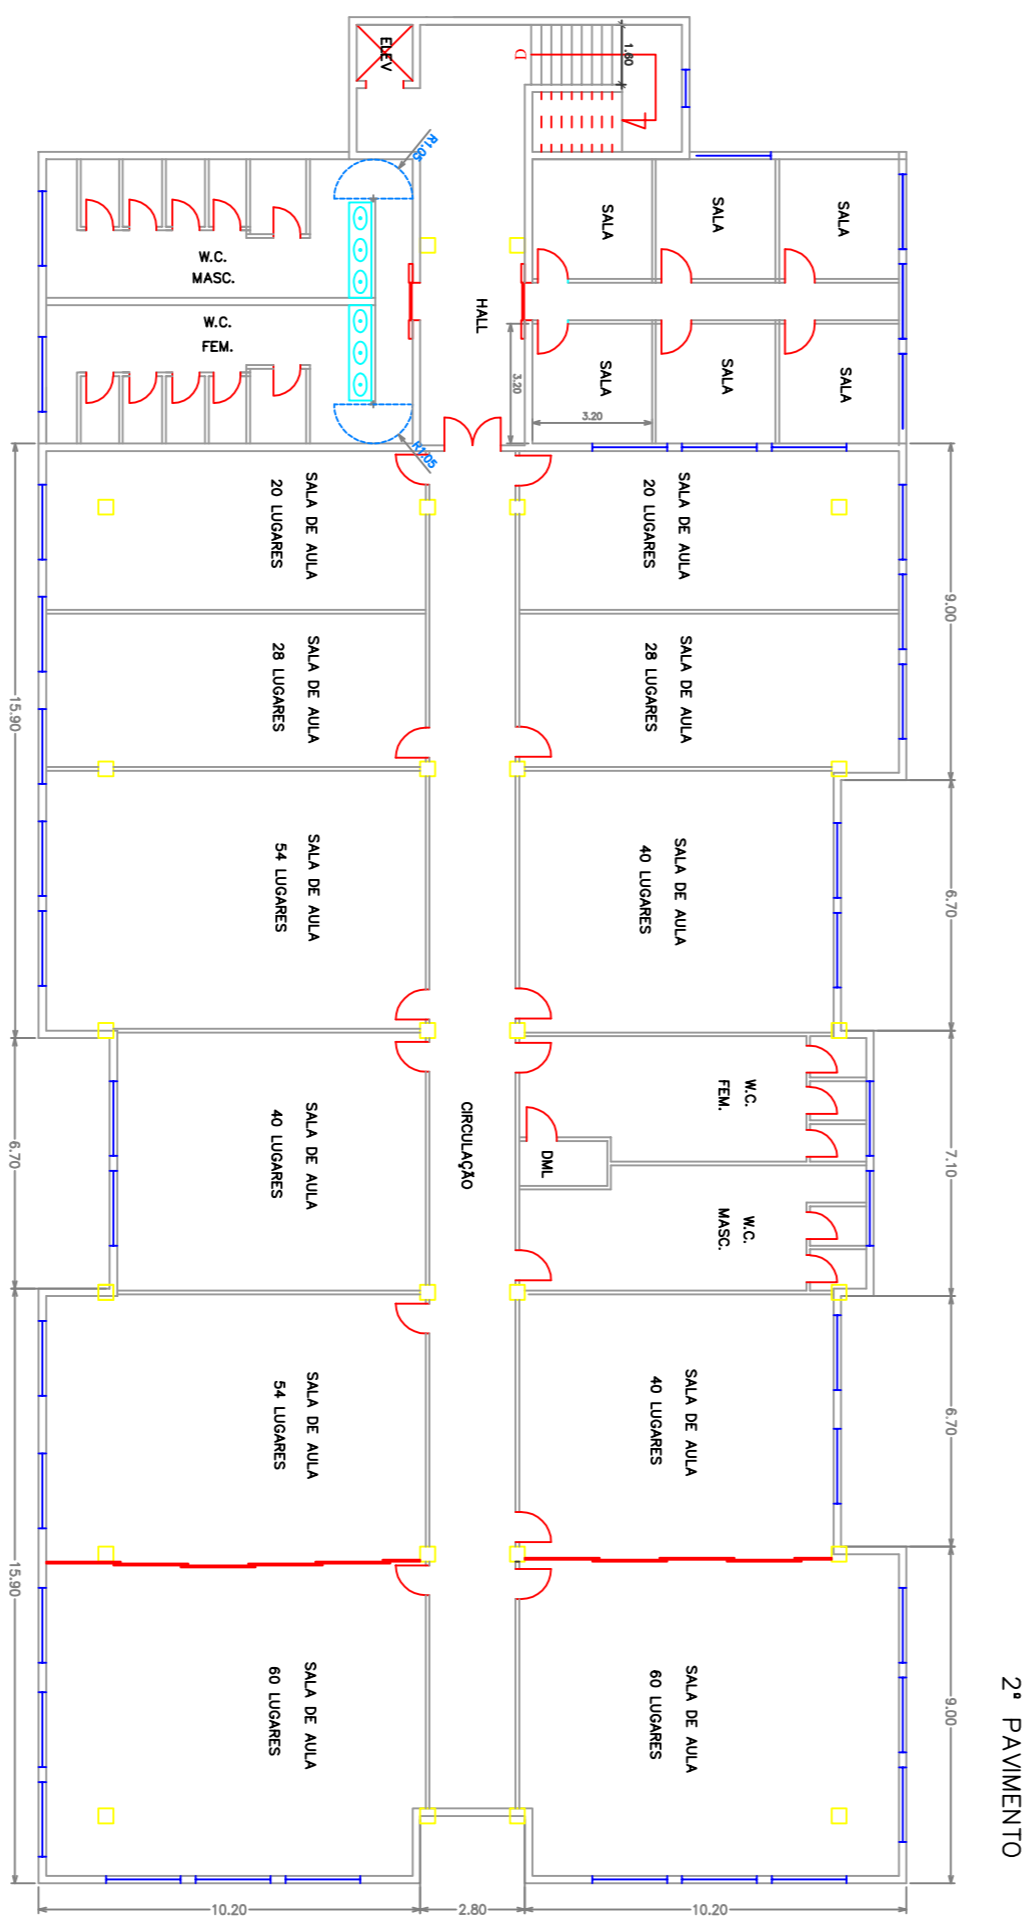 ELEV
D
1.60
R1.05
SALA
SALA
SALA
W.C.
MASC.
HALL
W.C.
FEM.
3.20
SALA
SALA
SALA
3.20
R1.05
SALA DE AULA
20 LUGARES
SALA DE AULA
20 LUGARES
9.00
SALA DE AULA
28 LUGARES
SALA DE AULA
28 LUGARES
15.90
SALA DE AULA
54 LUGARES
SALA DE AULA
40 LUGARES
6.70
SALA DE AULA
40 LUGARES
CIRCULAÇÃO
W.C.
FEM.
DML
W.C.
MASC.
7.10
6.70
SALA DE AULA
54 LUGARES
SALA DE AULA
40 LUGARES
6.70
15.90
SALA DE AULA
60 LUGARES
SALA DE AULA
60 LUGARES
9.00
2ª PAVIMENTO
10.20
2.80
10.20